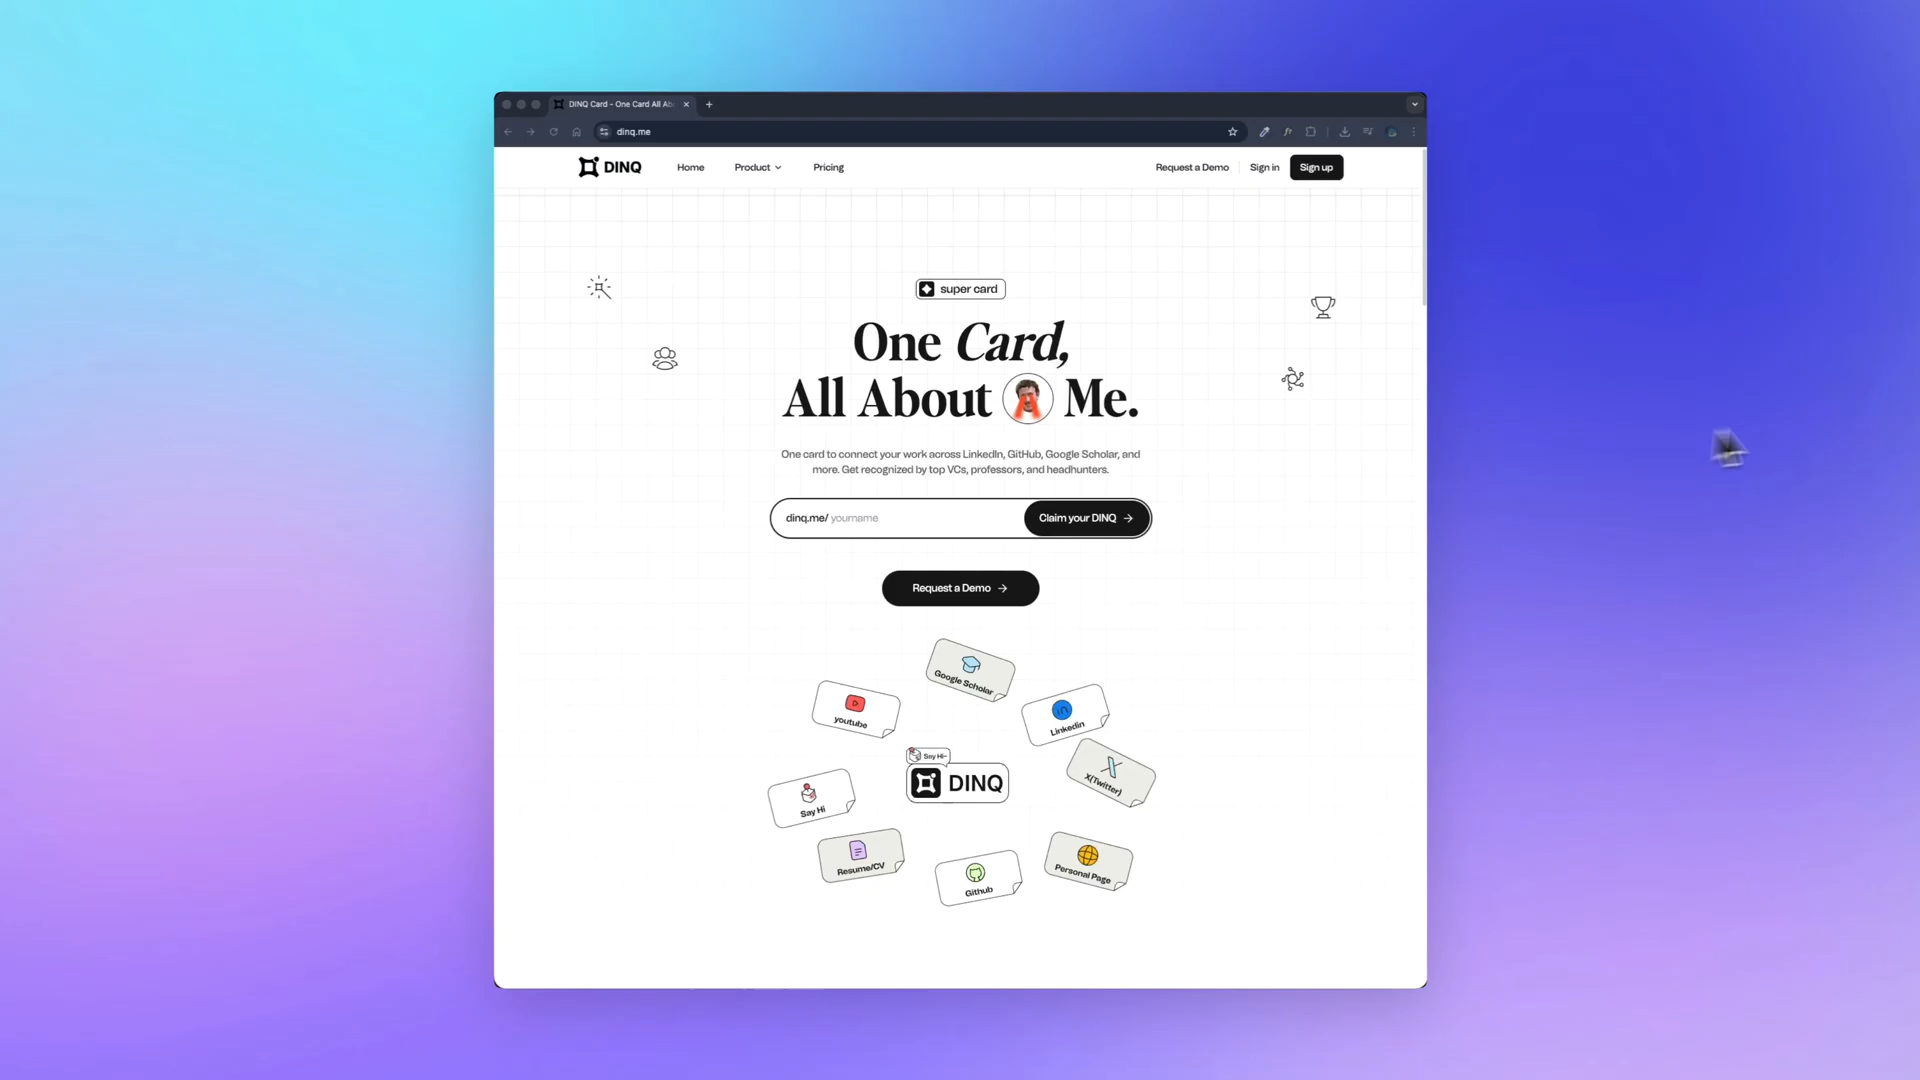 DINQ Card - One Card All Ab
dinq.me
DINQ
Home
Product
Pricing
Request a Demo
Sign in
Sign up
super card
One Card,
All About Me.
One card to connect your work across LinkedIn, GitHub, Google Scholar, and
more. Get recognized by top VCs, professors, and headhunters.
dinq.me/ yourname
Claim your DINQ →
Request a Demo →
Google Scholar
youtube
in
Linkedin
X(Twitter)
Say Hi~
DINQ
Say Hi
Resume/CV
Github
Personal Page